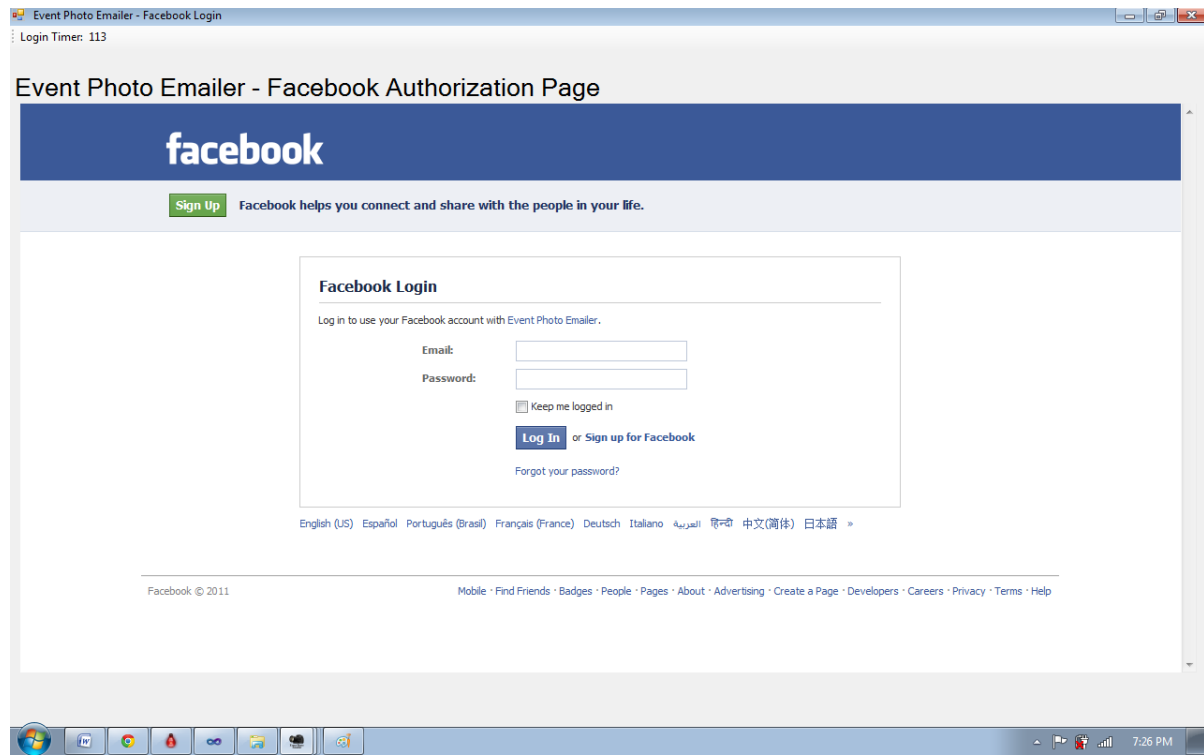 Event Photo Emailer - Facebook Login
Login Timer: 113
Event Photo Emailer - Facebook Authorization Page
facebook
Sign Up Facebook helps you connect and share with the people in your life.
Facebook Login
Log in to use your Facebook account with Event Photo Emailer.
Email:
Password:
Keep me logged in
Log In or Sign up for Facebook
Forgot your password?
English (US) Español Português (Brasil) Français (France) Deutsch Italiano العربية हिन्दी 中文(简体) 日本語 »
Facebook © 2011 Mobile · Find Friends · Badges · People · Pages · About · Advertising · Create a Page · Developers · Careers · Privacy · Terms · Help
7:26 PM